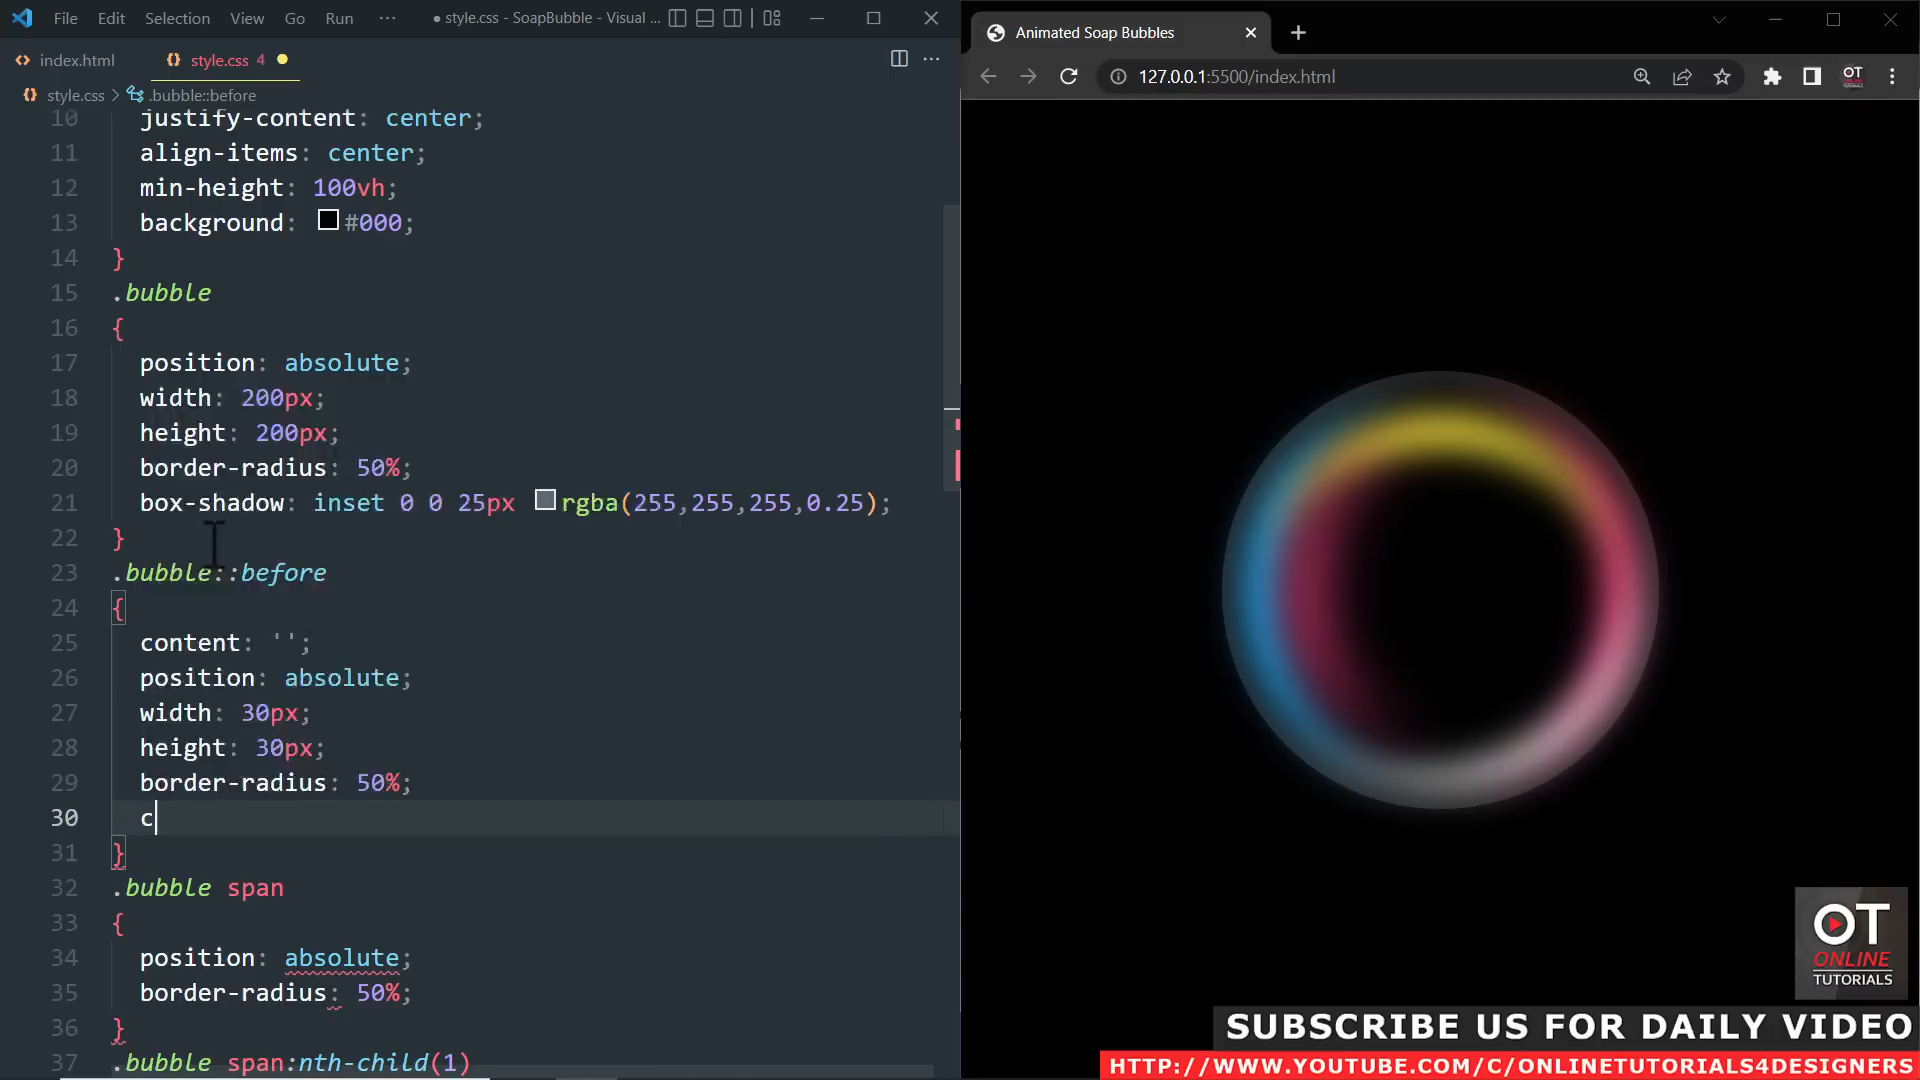 File Edit Selection View Go Run ··· ● style.css - SoapBubble - Visual ...
index.html style.css 4
style.css > .bubble::before
10 justify-content: center;
11 align-items: center;
12 min-height: 100vh;
13 background: #000;
14 }
15 .bubble
16 {
17 position: absolute;
18 width: 200px;
19 height: 200px;
20 border-radius: 50%;
21 box-shadow: inset 0 0 25px rgba(255,255,255,0.25);
22 }
23 .bubble::before
24 {
25 content: '';
26 position: absolute;
27 width: 30px;
28 height: 30px;
29 border-radius: 50%;
30 c
31 }
32 .bubble span
33 {
34 position: absolute;
35 border-radius: 50%;
36 }
37 .bubble span:nth-child(1)
Animated Soap Bubbles
127.0.0.1:5500/index.html
OT
ONLINE
TUTORIALS
SUBSCRIBE US FOR DAILY VIDEO
HTTP://WWW.YOUTUBE.COM/C/ONLINETUTORIALS4DESIGNERS